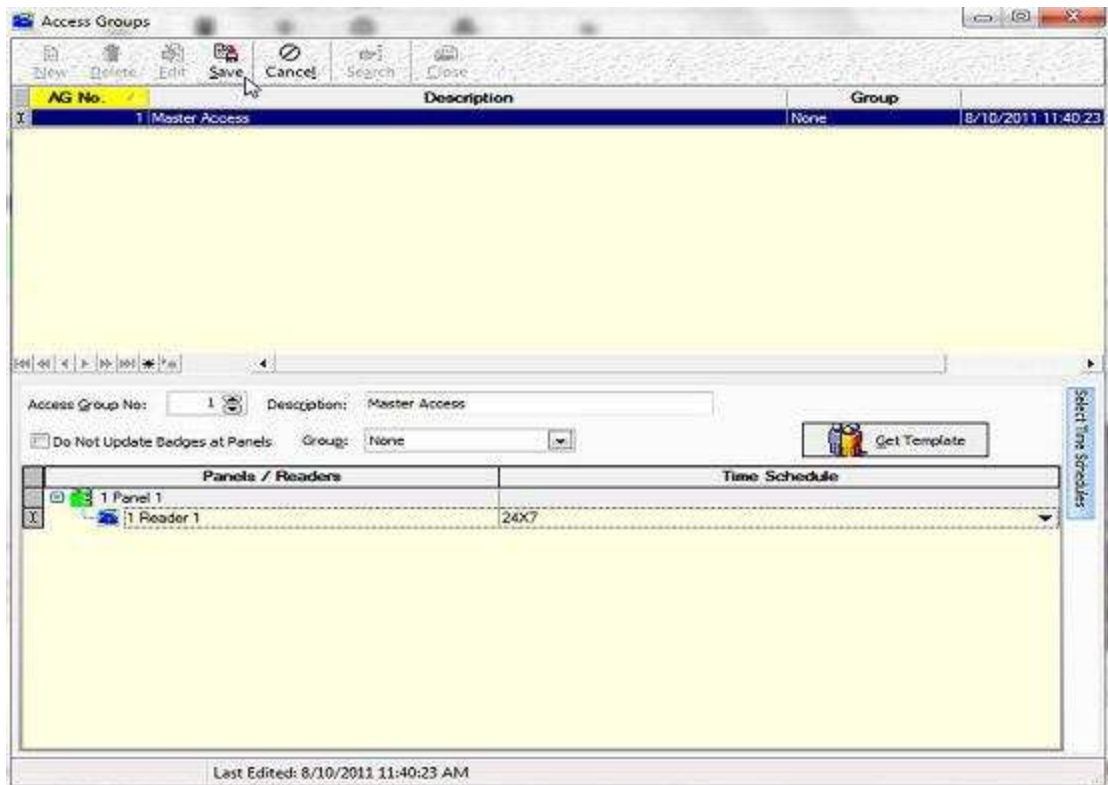 Access Groups
New Delete Edit Save Cancel Search Close
AG No. Description Group
1 Master Access None 8/10/2011 11:40:23
Access Group No: 1 Description: Master Access
Do Not Update Badges at Panels Group: None Get Template
Select Time Schedules
Panels / Readers Time Schedule
1 Panel 1
1 Reader 1 24X7
Last Edited: 8/10/2011 11:40:23 AM